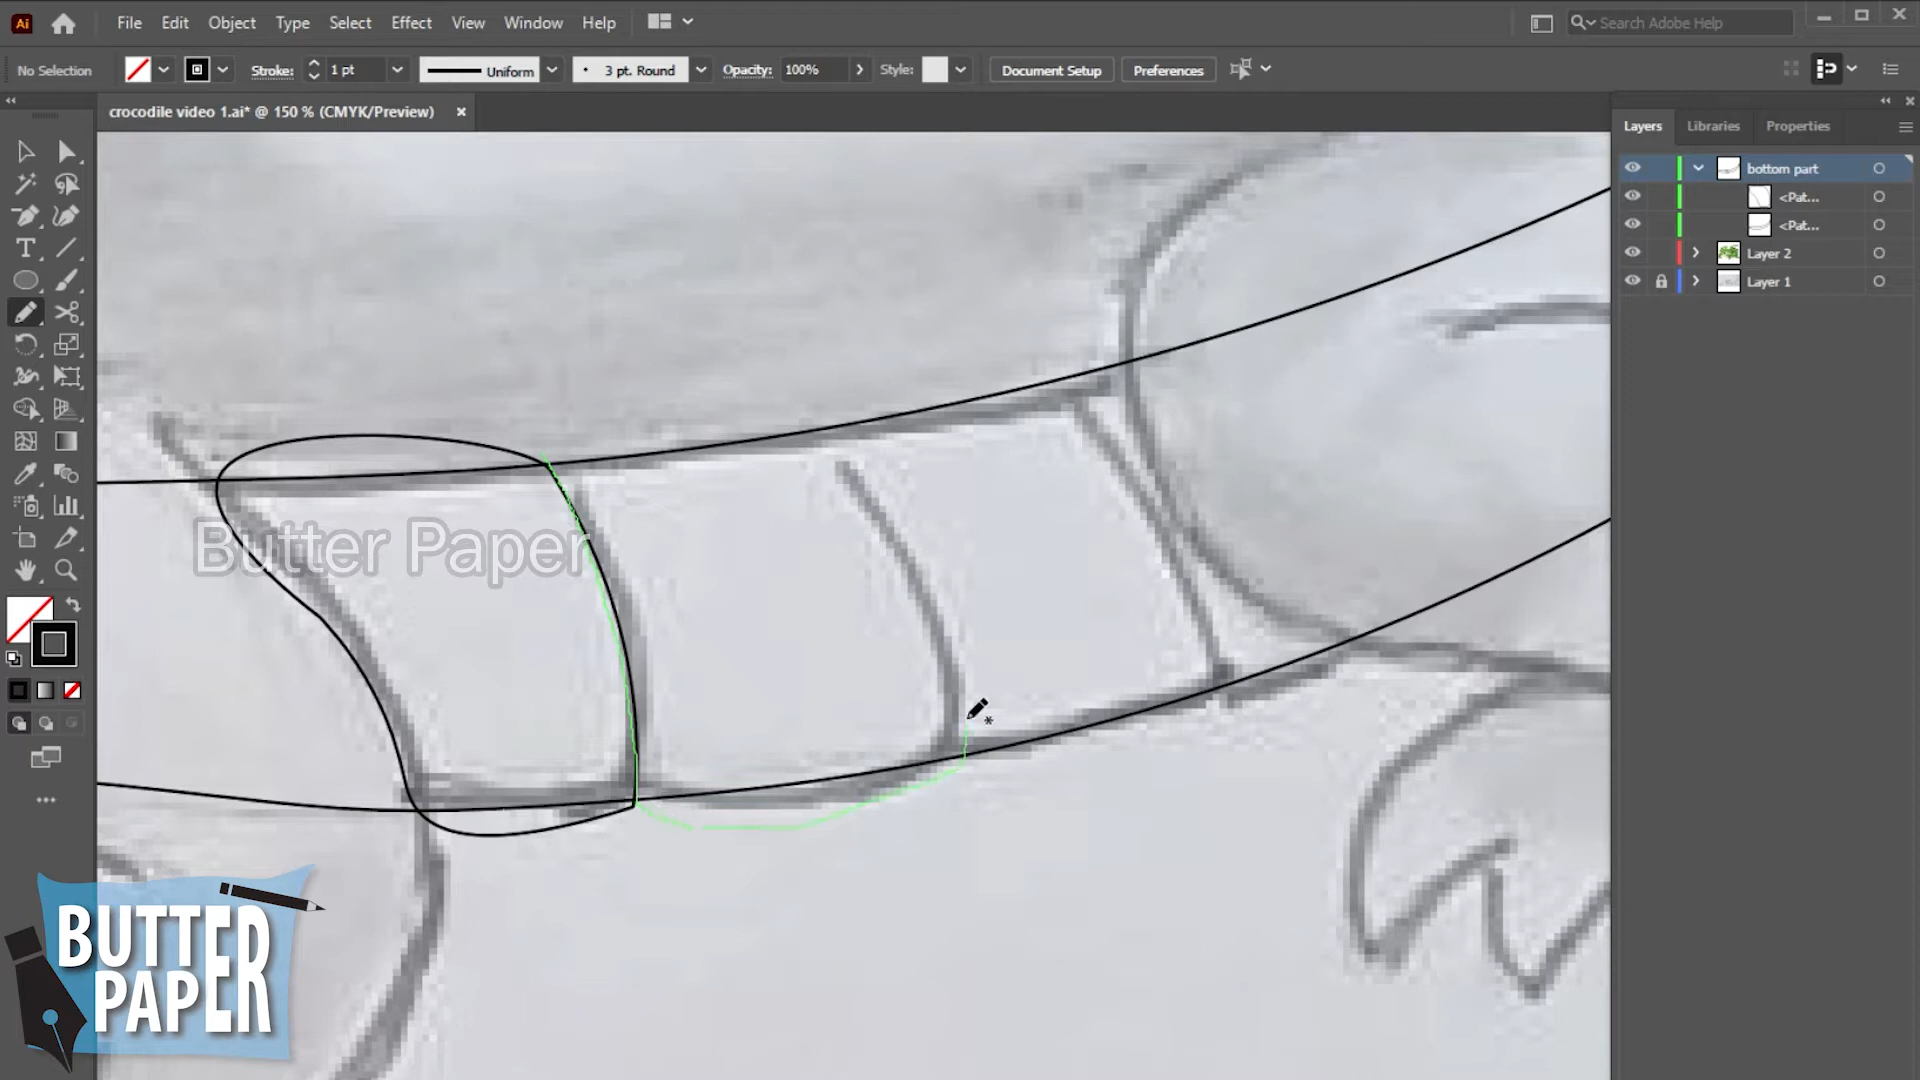 Ai File Edit Object Type Select Effect View Window Help Search Adobe Help
No Selection Stroke: 1 pt Uniform 3 pt. Round Opacity: 100% Style: Document Setup Preferences
crocodile video 1.ai* @ 150 % (CMYK/Preview)
Layers Libraries Properties
bottom part
<Pat...
<Pat...
Layer 2
Layer 1
Butter Paper
BUTTER
PAPER